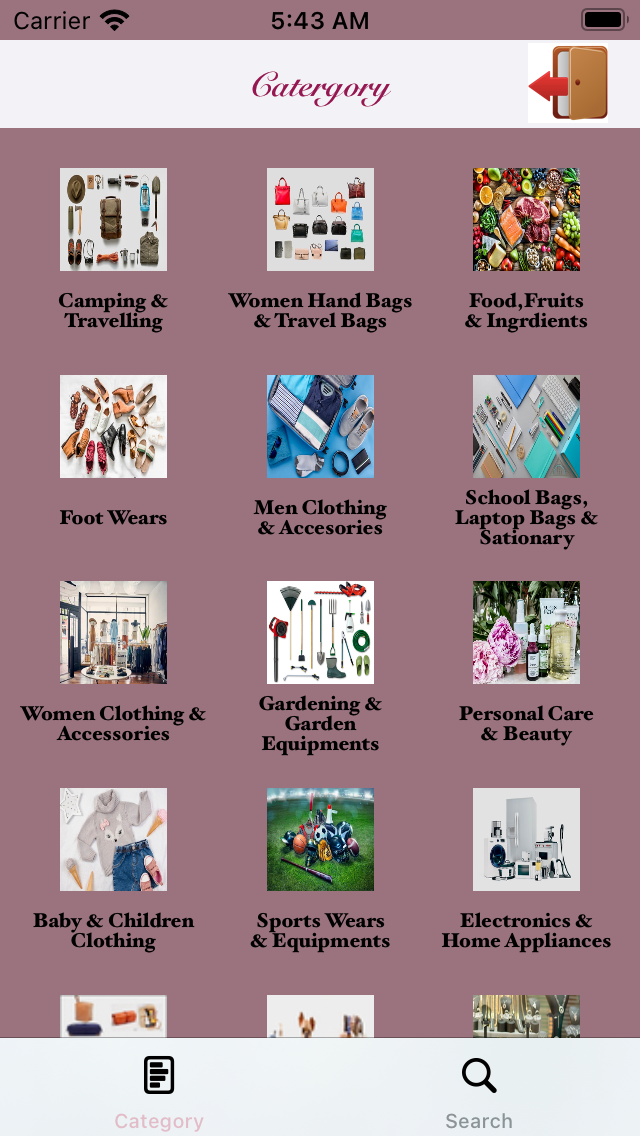 Carrier 5:43 AM
Catergory
Camping &
Travelling
Women Hand Bags
& Travel Bags
Food,Fruits
& Ingrdients
Foot Wears
Men Clothing
& Accesories
School Bags,
Laptop Bags &
Sationary
Women Clothing &
Accessories
Gardening &
Garden
Equipments
Personal Care
& Beauty
Baby & Children
Clothing
Sports Wears
& Equipments
Electronics &
Home Appliances
Category
Search